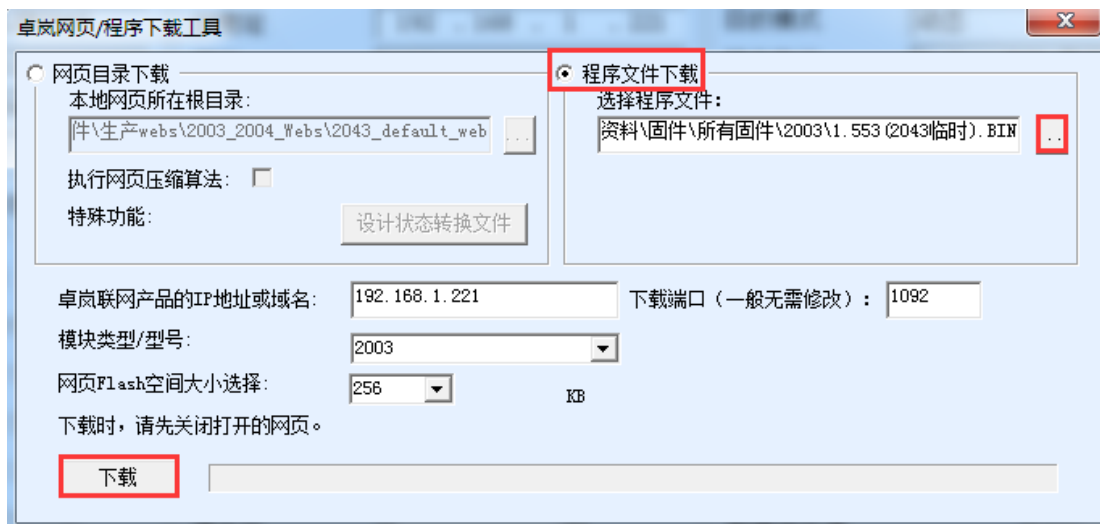 卓岚网页/程序下载工具
网页目录下载
程序文件下载
本地网页所在根目录:
选择程序文件:
件\生产webs\2003_2004_Webs\2043_default_web
...
资料\固件\所有固件\2003\1.553(2043临时).BIN
..
执行网页压缩算法:
特殊功能:
设计状态转换文件
卓岚联网产品的IP地址或域名:
192.168.1.221
下载端口（一般无需修改）:
1092
模块类型/型号:
2003
网页Flash空间大小选择:
256
KB
下载时，请先关闭打开的网页。
下载